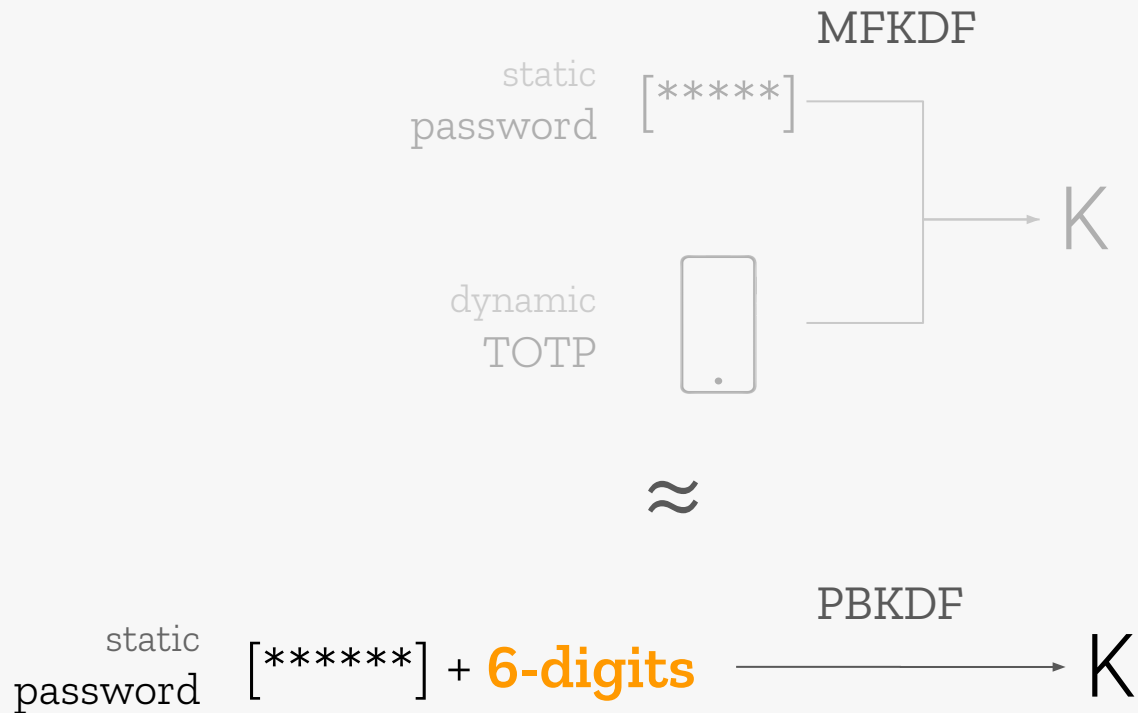 MFKDF
static
password [*****]
K
dynamic
TOTP
≈
PBKDF
static
password [******] + 6-digits K